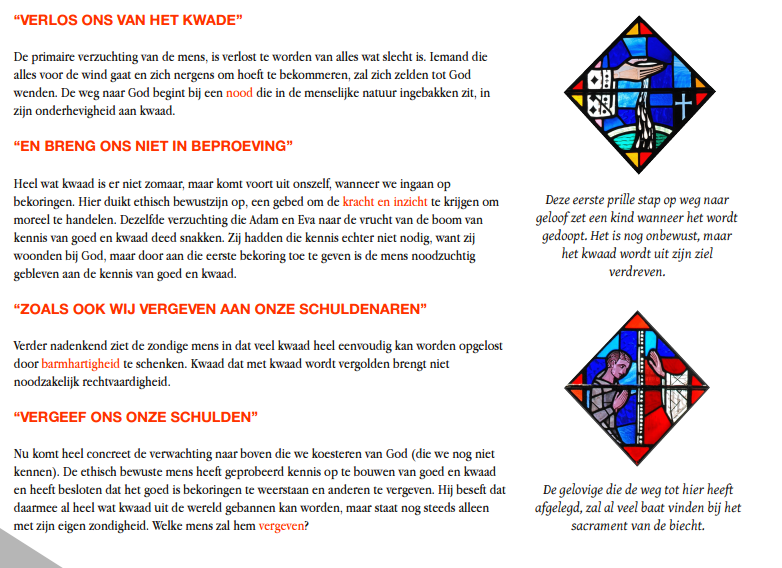 “VERLOS ONS VAN HET KWADE”
De primaire verzuchting van de mens, is verlost te worden van alles wat slecht is. Iemand die
alles voor de wind gaat en zich nergens om hoeft te bekommeren, zal zich zelden tot God
wenden. De weg naar God begint bij een nood die in de menselijke natuur ingebakken zit, in
zijn onderhevigheid aan kwaad.
“EN BRENG ONS NIET IN BEPROEVING”
Heel wat kwaad is er niet zomaar, maar komt voort uit onszelf, wanneer we ingaan op
bekoringen. Hier duikt ethisch bewustzijn op, een gebed om de kracht en inzicht te krijgen om
moreel te handelen. Dezelfde verzuchting die Adam en Eva naar de vrucht van de boom van
kennis van goed en kwaad deed snakken. Zij hadden die kennis echter niet nodig, want zij
woonden bij God, maar door aan die eerste bekoring toe te geven is de mens noodzuchtig
gebleven aan de kennis van goed en kwaad.
“ZOALS OOK WIJ VERGEVEN AAN ONZE SCHULDENAREN”
Verder nadenkend ziet de zondige mens in dat veel kwaad heel eenvoudig kan worden opgelost
door barmhartigheid te schenken. Kwaad dat met kwaad wordt vergolden brengt niet
noodzakelijk rechtvaardigheid.
“VERGEEF ONS ONZE SCHULDEN”
Nu komt heel concreet de verwachting naar boven die we koesteren van God (die we nog niet
kennen). De ethisch bewuste mens heeft geprobeerd kennis op te bouwen van goed en kwaad
en heeft besloten dat het goed is bekoringen te weerstaan en anderen te vergeven. Hij beseft dat
daarmee al heel wat kwaad uit de wereld gebannen kan worden, maar staat nog steeds alleen
met zijn eigen zondigheid. Welke mens zal hem vergeven?
Deze eerste prille stap op weg naar
geloof zet een kind wanneer het wordt
gedoopt. Het is nog onbewust, maar
het kwaad wordt uit zijn ziel
verdreven.
De gelovige die de weg tot hier heeft
afgelegd, zal al veel baat vinden bij het
sacrament van de biecht.